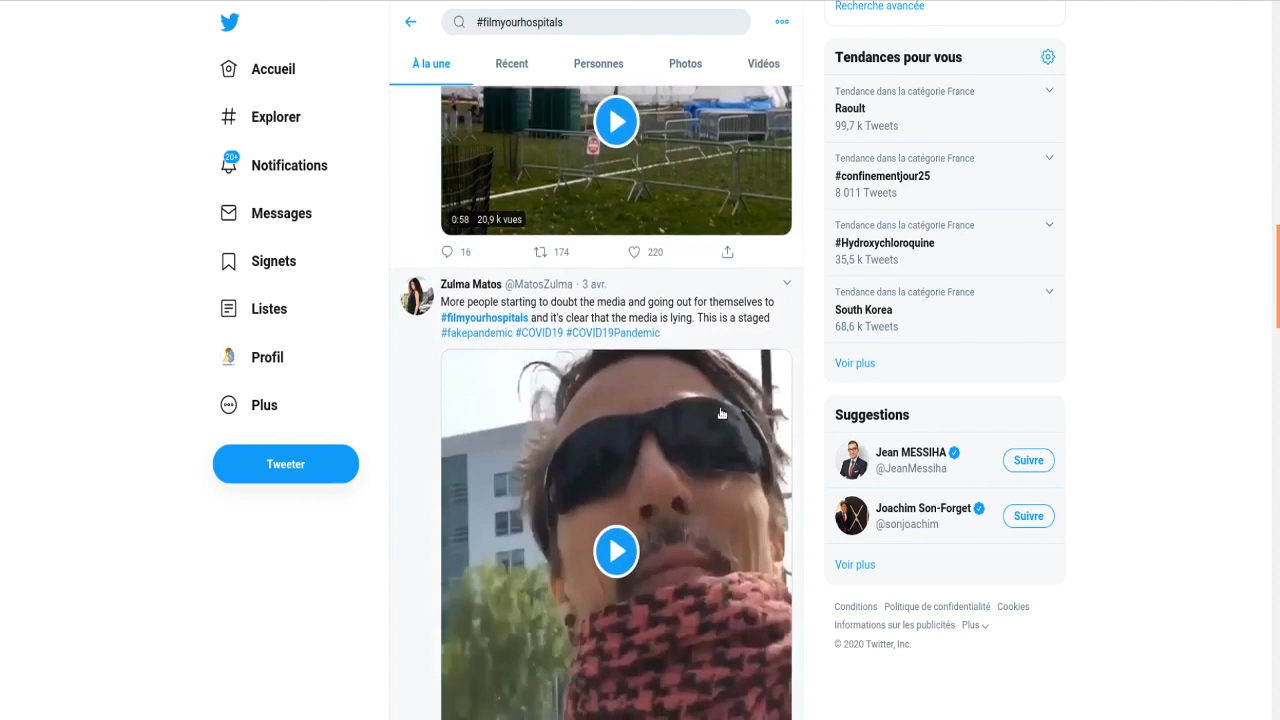 #filmyourhospitals
À la une
Récent
Personnes
Photos
Vidéos
Accueil
Explorer
20+
Notifications
Messages
Signets
Listes
Profil
Plus
Tweeter
0:58 20,9 k vues
16
174
220
Zulma Matos @MatosZulma · 3 avr.
More people starting to doubt the media and going out for themselves to
#filmyourhospitals and it's clear that the media is lying. This is a staged
#fakepandemic #COVID19 #COVID19Pandemic
Recherche avancée
Tendances pour vous
Tendance dans la catégorie France
Raoult
99,7 k Tweets
Tendance dans la catégorie France
#confinementjour25
8 011 Tweets
Tendance dans la catégorie France
#Hydroxychloroquine
35,5 k Tweets
Tendance dans la catégorie France
South Korea
68,6 k Tweets
Voir plus
Suggestions
Jean MESSIHA
@JeanMessiha
Suivre
Joachim Son-Forget
@sonjoachim
Suivre
Voir plus
Conditions Politique de confidentialité Cookies
Informations sur les publicités Plus
© 2020 Twitter, Inc.